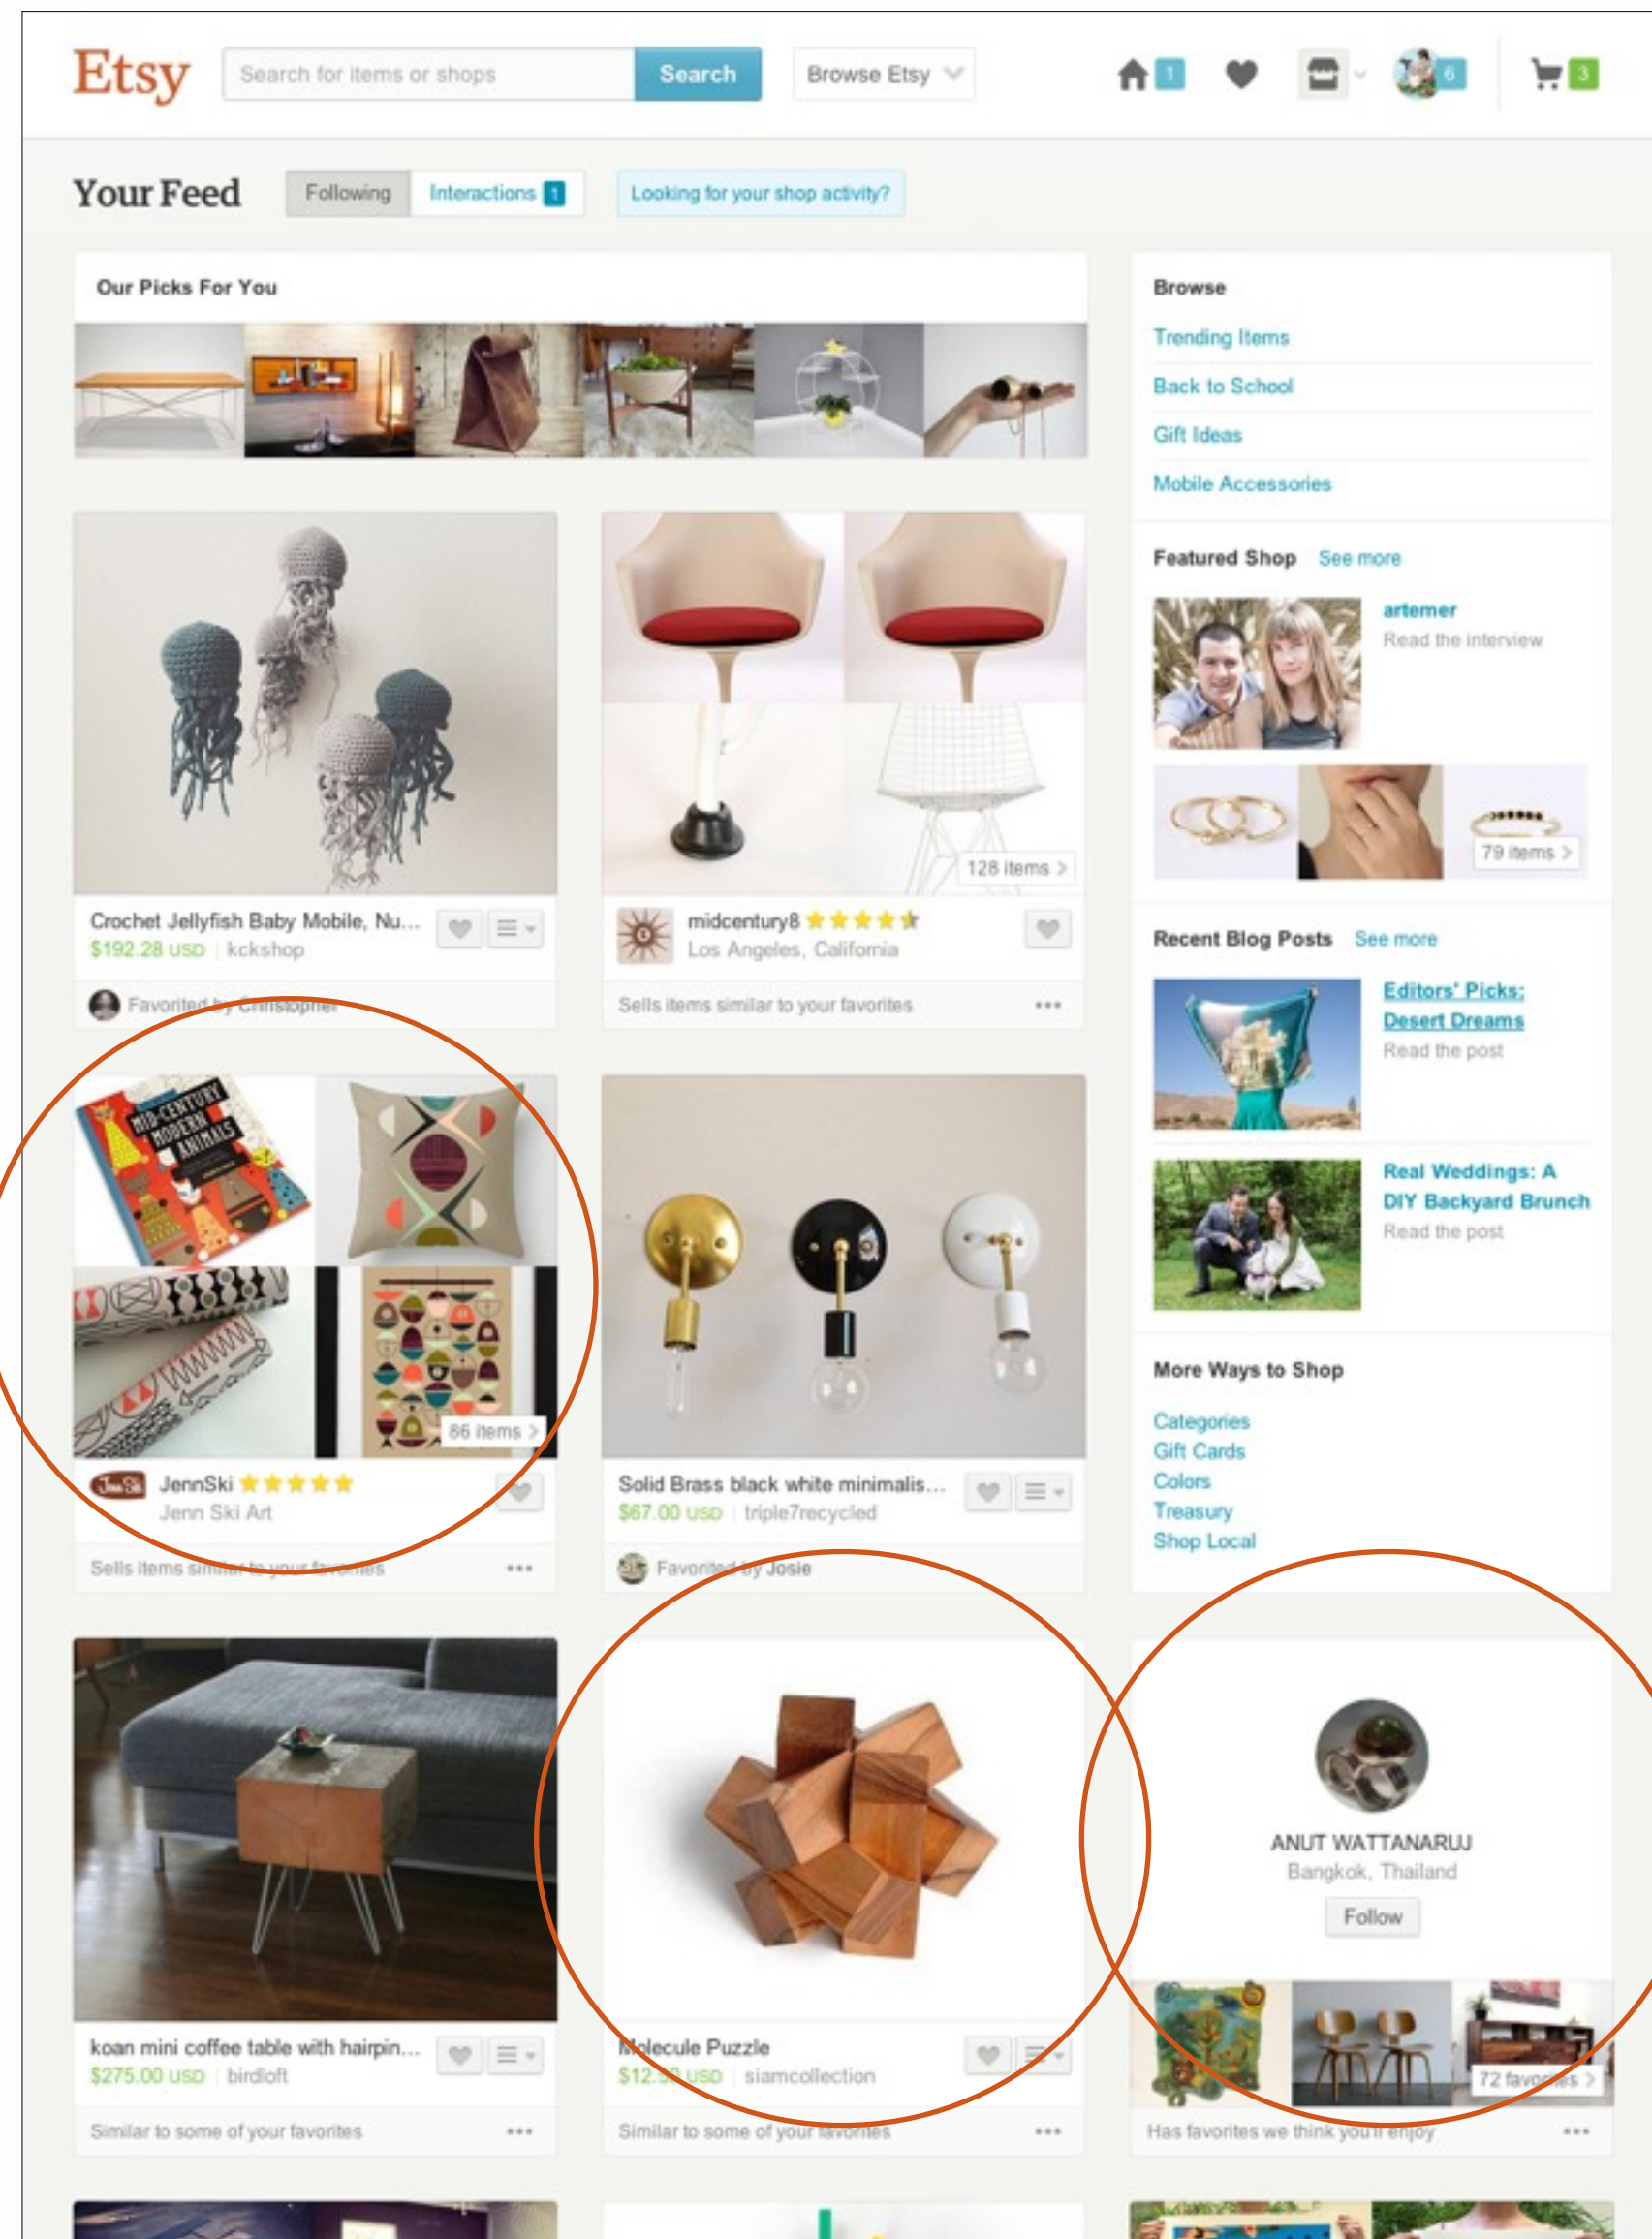 Etsy
Search for items or shops
Search
Browse Etsy
1
6
3
Your Feed
Following
Interactions 1
Looking for your shop activity?
Our Picks For You
Crochet Jellyfish Baby Mobile, Nu...
$192.28 USD kckshop
Favorited by Christopher
128 items >
midcentury8
Los Angeles, California
Sells items similar to your favorites
MID-CENTURY
MODERN
ANIMALS
86 items >
Jenn Ski
JennSki
Jenn Ski Art
Sells items similar to your favorites
Solid Brass black white minimalis...
$67.00 USD triple7recycled
Favorited by Josie
koan mini coffee table with hairpin...
$275.00 USD birdloft
Similar to some of your favorites
Molecule Puzzle
$12.50 USD siamcollection
Similar to some of your favorites
Browse
Trending Items
Back to School
Gift Ideas
Mobile Accessories
Featured Shop See more
artemer
Read the interview
79 items >
Recent Blog Posts See more
Editors' Picks:
Desert Dreams
Read the post
Real Weddings: A
DIY Backyard Brunch
Read the post
More Ways to Shop
Categories
Gift Cards
Colors
Treasury
Shop Local
ANUT WATTANARUJ
Bangkok, Thailand
Follow
72 favorites >
Has favorites we think you'll enjoy